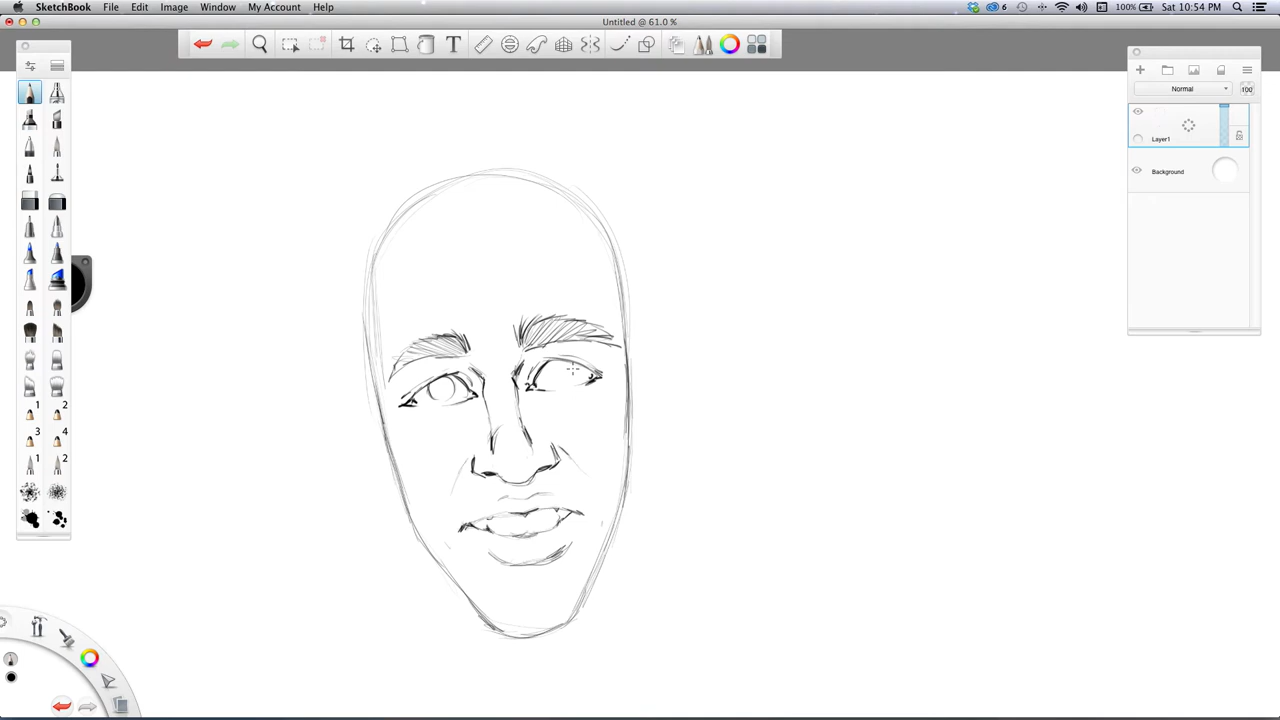 SketchBook File Edit Image Window My Account Help 6 100% Sat 10:54 PM
Untitled @ 61.0 %
T
Normal 100
Layer1
Background
1 2
3 4
1 2